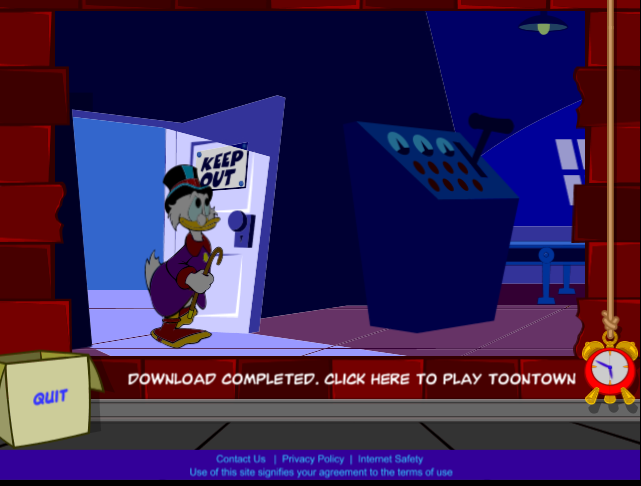 KEEP
OUT
DOWNLOAD COMPLETED. CLICK HERE TO PLAY TOONTOWN
QUIT
Contact Us | Privacy Policy | Internet Safety
Use of this site signifies your agreement to the terms of use